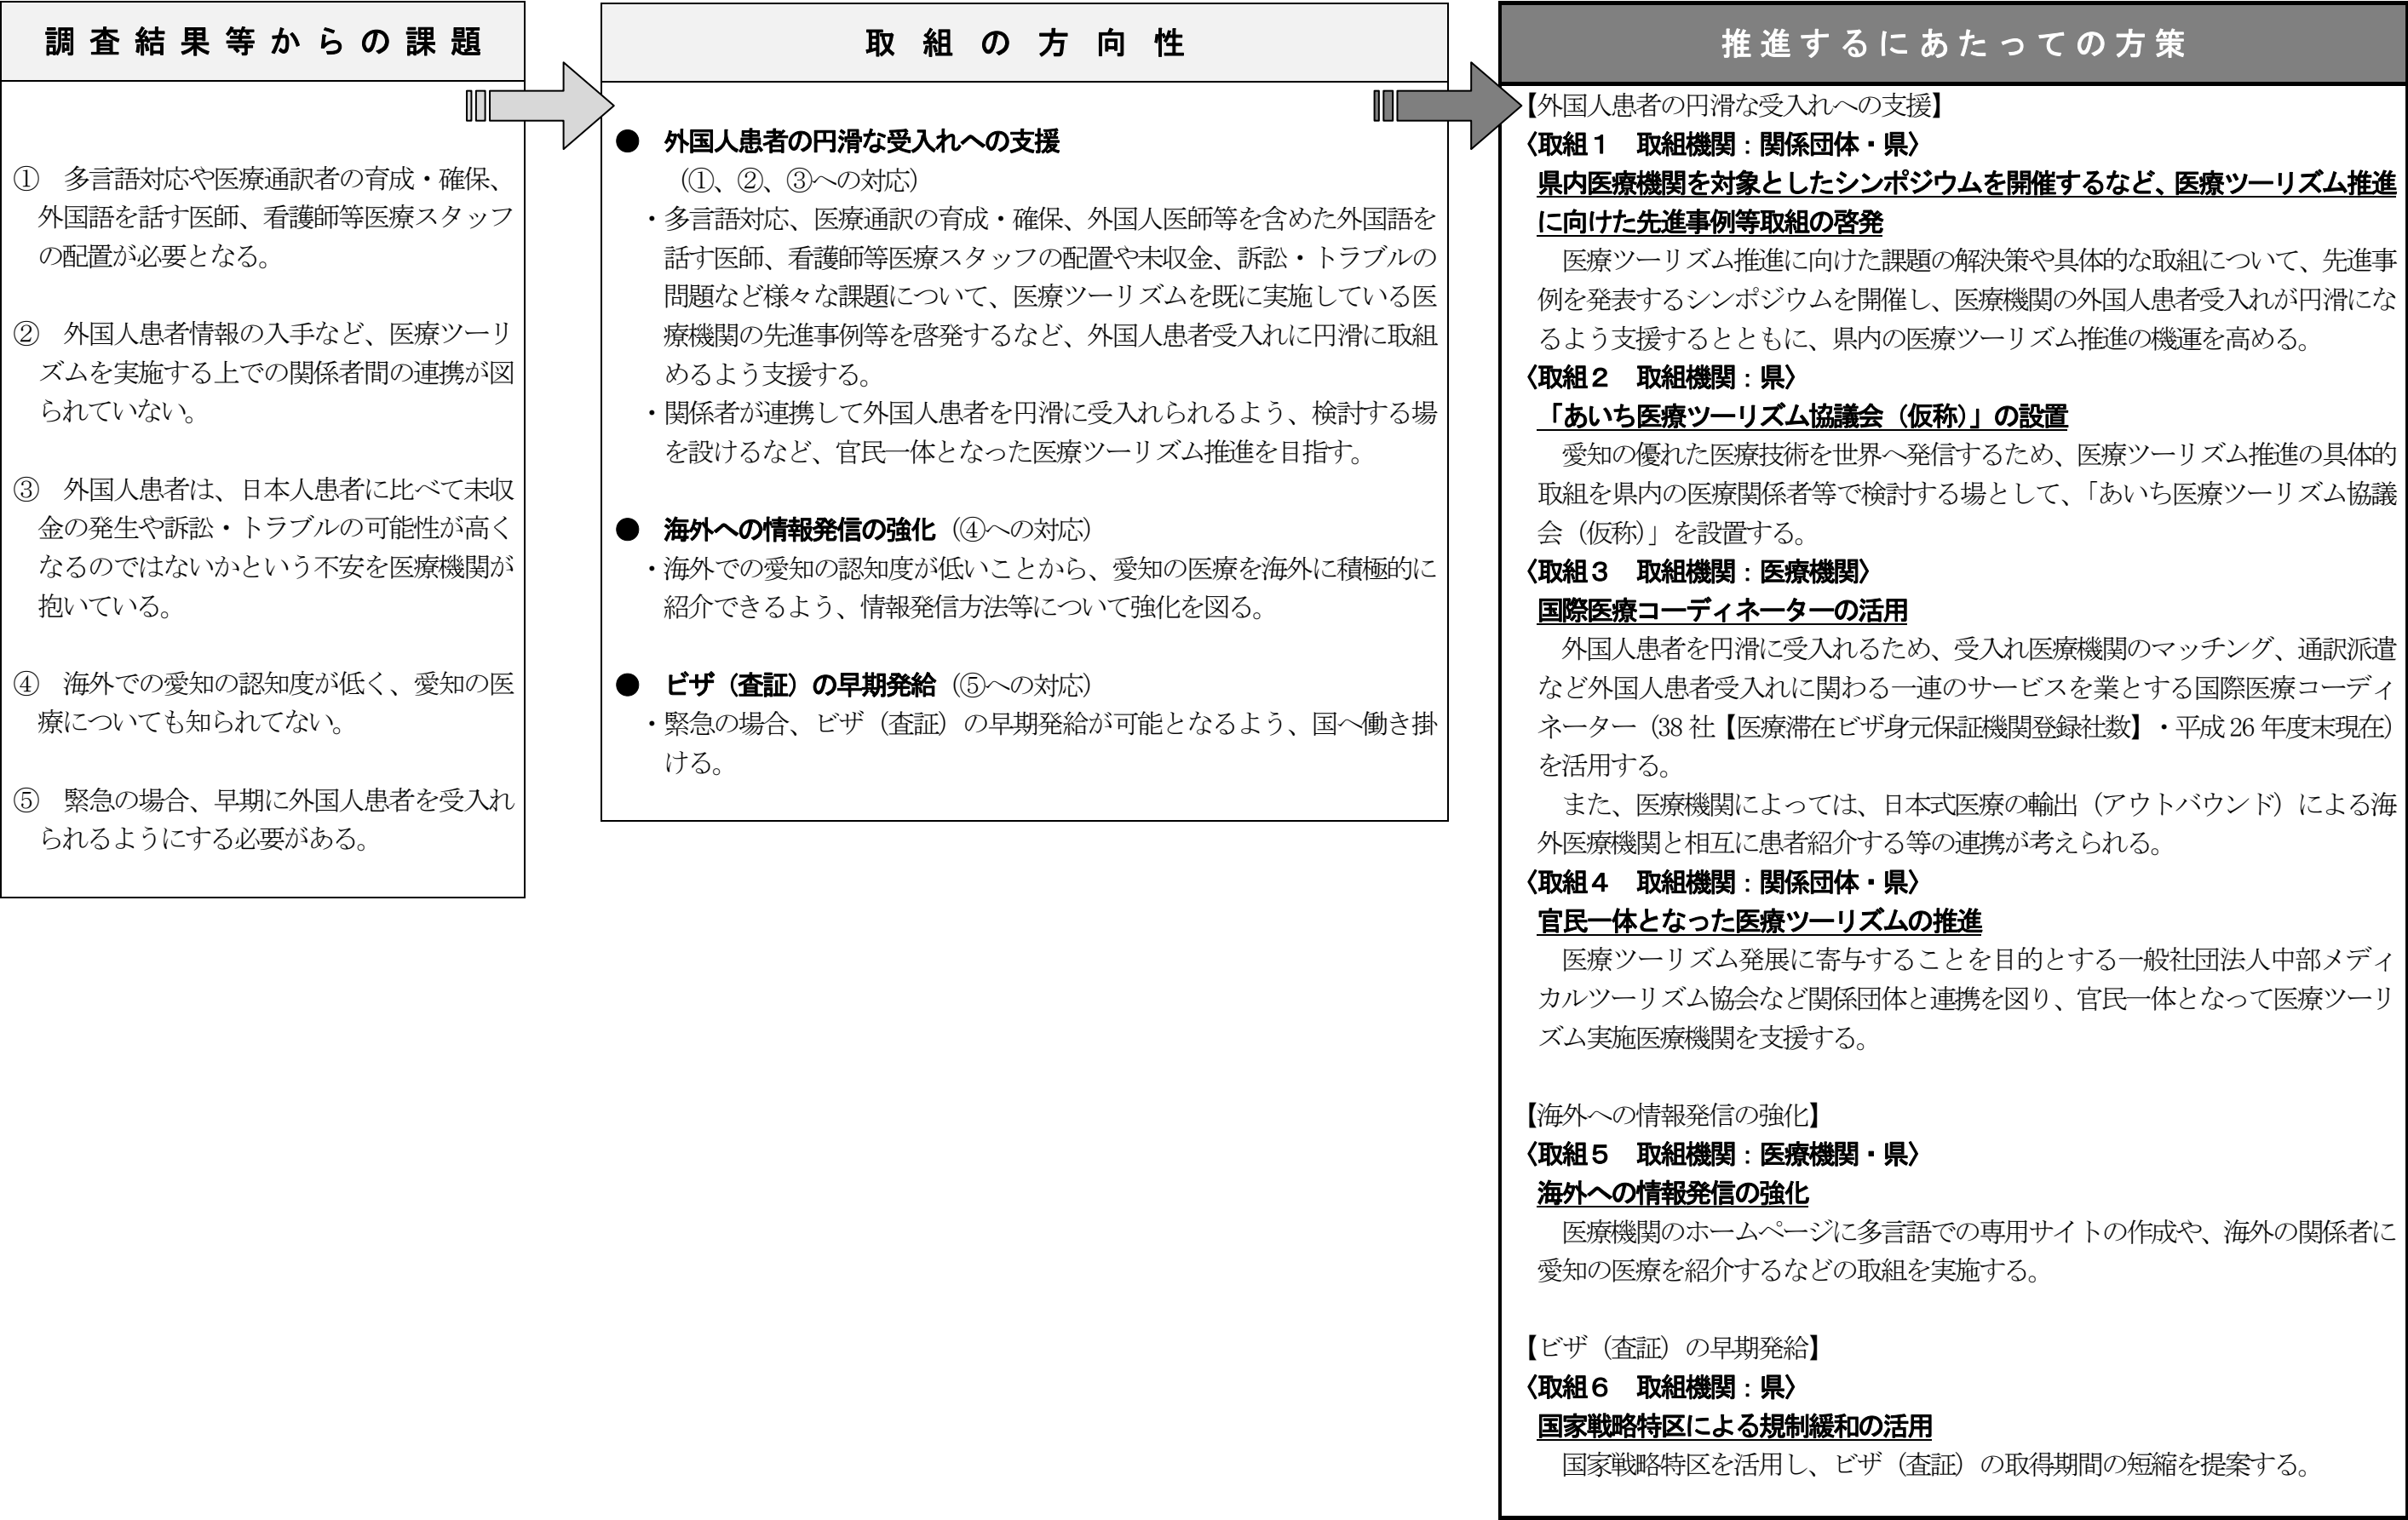 調査結果等からの課題
① 多言語対応や医療通訳者の育成・確保、
外国語を話す医師、看護師等医療スタッフ
の配置が必要となる。
② 外国人患者情報の入手など、医療ツーリ
ズムを実施する上での関係者間の連携が図
られていない。
③ 外国人患者は、日本人患者に比べて未収
金の発生や訴訟・トラブルの可能性が高く
なるのではないかという不安を医療機関が
抱いている。
④ 海外での愛知の認知度が低く、愛知の医
療についても知られてない。
⑤ 緊急の場合、早期に外国人患者を受入れ
られるようにする必要がある。
取組の方向性
● 外国人患者の円滑な受入れへの支援
(①、②、③への対応)
・多言語対応、医療通訳の育成・確保、外国人医師等を含めた外国語を
話す医師、看護師等医療スタッフの配置や未収金、訴訟・トラブルの
問題など様々な課題について、医療ツーリズムを既に実施している医
療機関の先進事例等を啓発するなど、外国人患者受入れに円滑に取組
めるよう支援する。
・関係者が連携して外国人患者を円滑に受入れられるよう、検討する場
を設けるなど、官民一体となった医療ツーリズム推進を目指す。
● 海外への情報発信の強化(④への対応)
・海外での愛知の認知度が低いことから、愛知の医療を海外に積極的に
紹介できるよう、情報発信方法等について強化を図る。
● ビザ(査証)の早期発給(⑤への対応)
・緊急の場合、ビザ(査証)の早期発給が可能となるよう、国へ働き掛
ける。
推進するにあたっての方策
【外国人患者の円滑な受入れへの支援】
〈取組1 取組機関:関係団体・県〉
県内医療機関を対象としたシンポジウムを開催するなど、医療ツーリズム推進
に向けた先進事例等取組の啓発
医療ツーリズム推進に向けた課題の解決策や具体的な取組について、先進事
例を発表するシンポジウムを開催し、医療機関の外国人患者受入れが円滑にな
るよう支援するとともに、県内の医療ツーリズム推進の機運を高める。
〈取組2 取組機関:県〉
「あいち医療ツーリズム協議会(仮称)」の設置
愛知の優れた医療技術を世界へ発信するため、医療ツーリズム推進の具体的
取組を県内の医療関係者等で検討する場として、「あいち医療ツーリズム協議
会(仮称)」を設置する。
〈取組3 取組機関:医療機関〉
国際医療コーディネーターの活用
外国人患者を円滑に受入れるため、受入れ医療機関のマッチング、通訳派遣
など外国人患者受入れに関わる一連のサービスを業とする国際医療コーディ
ネーター(38 社【医療滞在ビザ身元保証機関登録社数】・平成 26 年度末現在)
を活用する。
また、医療機関によっては、日本式医療の輸出(アウトバウンド)による海
外医療機関と相互に患者紹介する等の連携が考えられる。
〈取組4 取組機関:関係団体・県〉
官民一体となった医療ツーリズムの推進
医療ツーリズム発展に寄与することを目的とする一般社団法人中部メディ
カルツーリズム協会など関係団体と連携を図り、官民一体となって医療ツーリ
ズム実施医療機関を支援する。
【海外への情報発信の強化】
〈取組5 取組機関:医療機関・県〉
海外への情報発信の強化
医療機関のホームページに多言語での専用サイトの作成や、海外の関係者に
愛知の医療を紹介するなどの取組を実施する。
【ビザ(査証)の早期発給】
〈取組6 取組機関:県〉
国家戦略特区による規制緩和の活用
国家戦略特区を活用し、ビザ(査証)の取得期間の短縮を提案する。